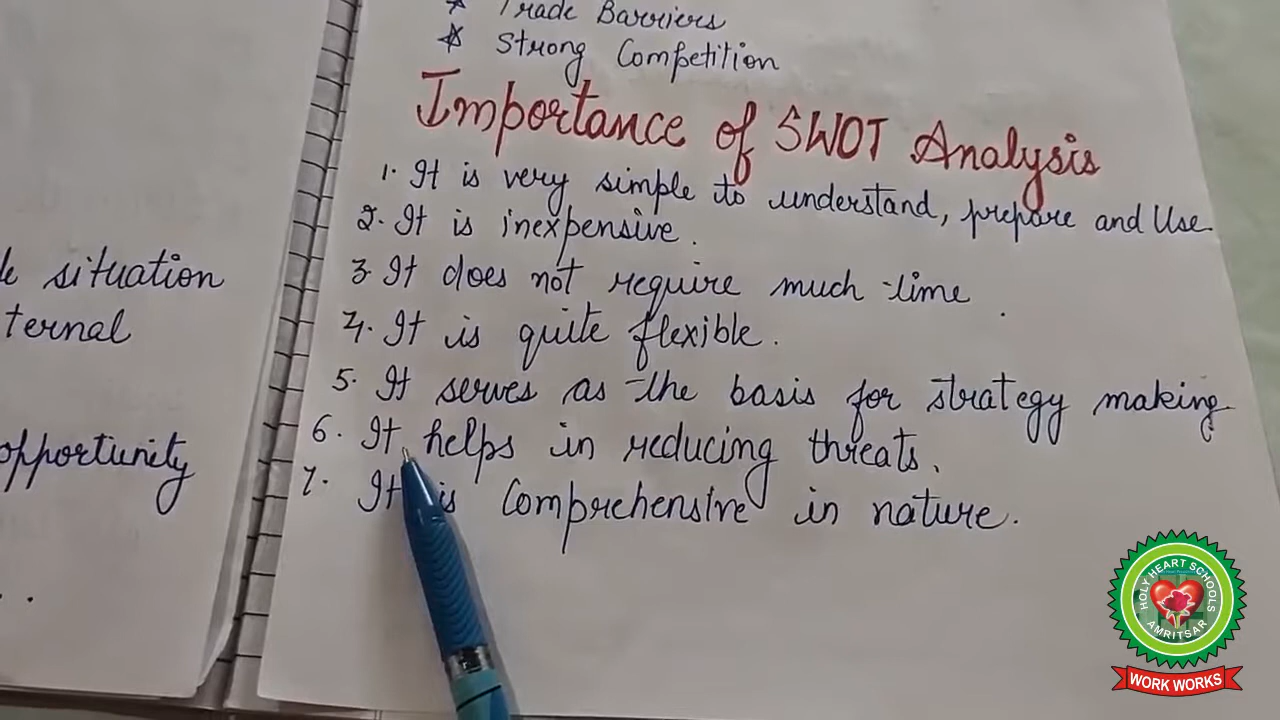 Trade Barriers
Strong Competition
Importance of SWOT Analysis
1. It is very simple to understand, prepare and Use
2. It is inexpensive.
3. It does not require much time
4. It is quite flexible.
5. It serves as the basis for strategy making
6. It helps in reducing threats.
7. It is Comprehensive in nature.
situation
ternal
opportunity
..
HOLY HEART SCHOOLS
AMRITSAR
WORK WORKS